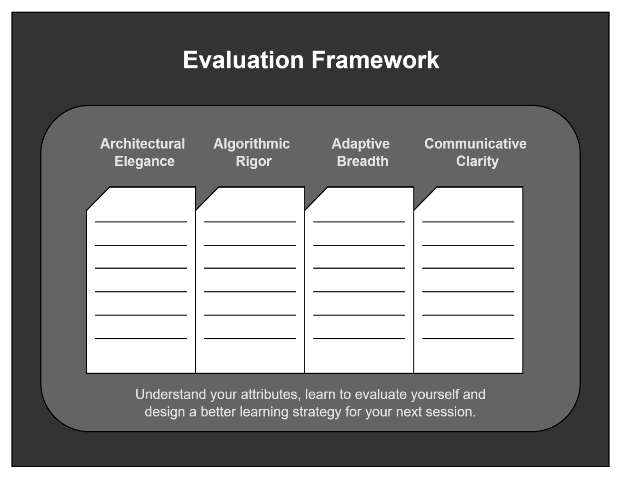 Evaluation Framework
Architectural
Elegance
Algorithmic
Rigor
Adaptive
Breadth
Communicative
Clarity
Understand your attributes, learn to evaluate yourself and
design a better learning strategy for your next session.